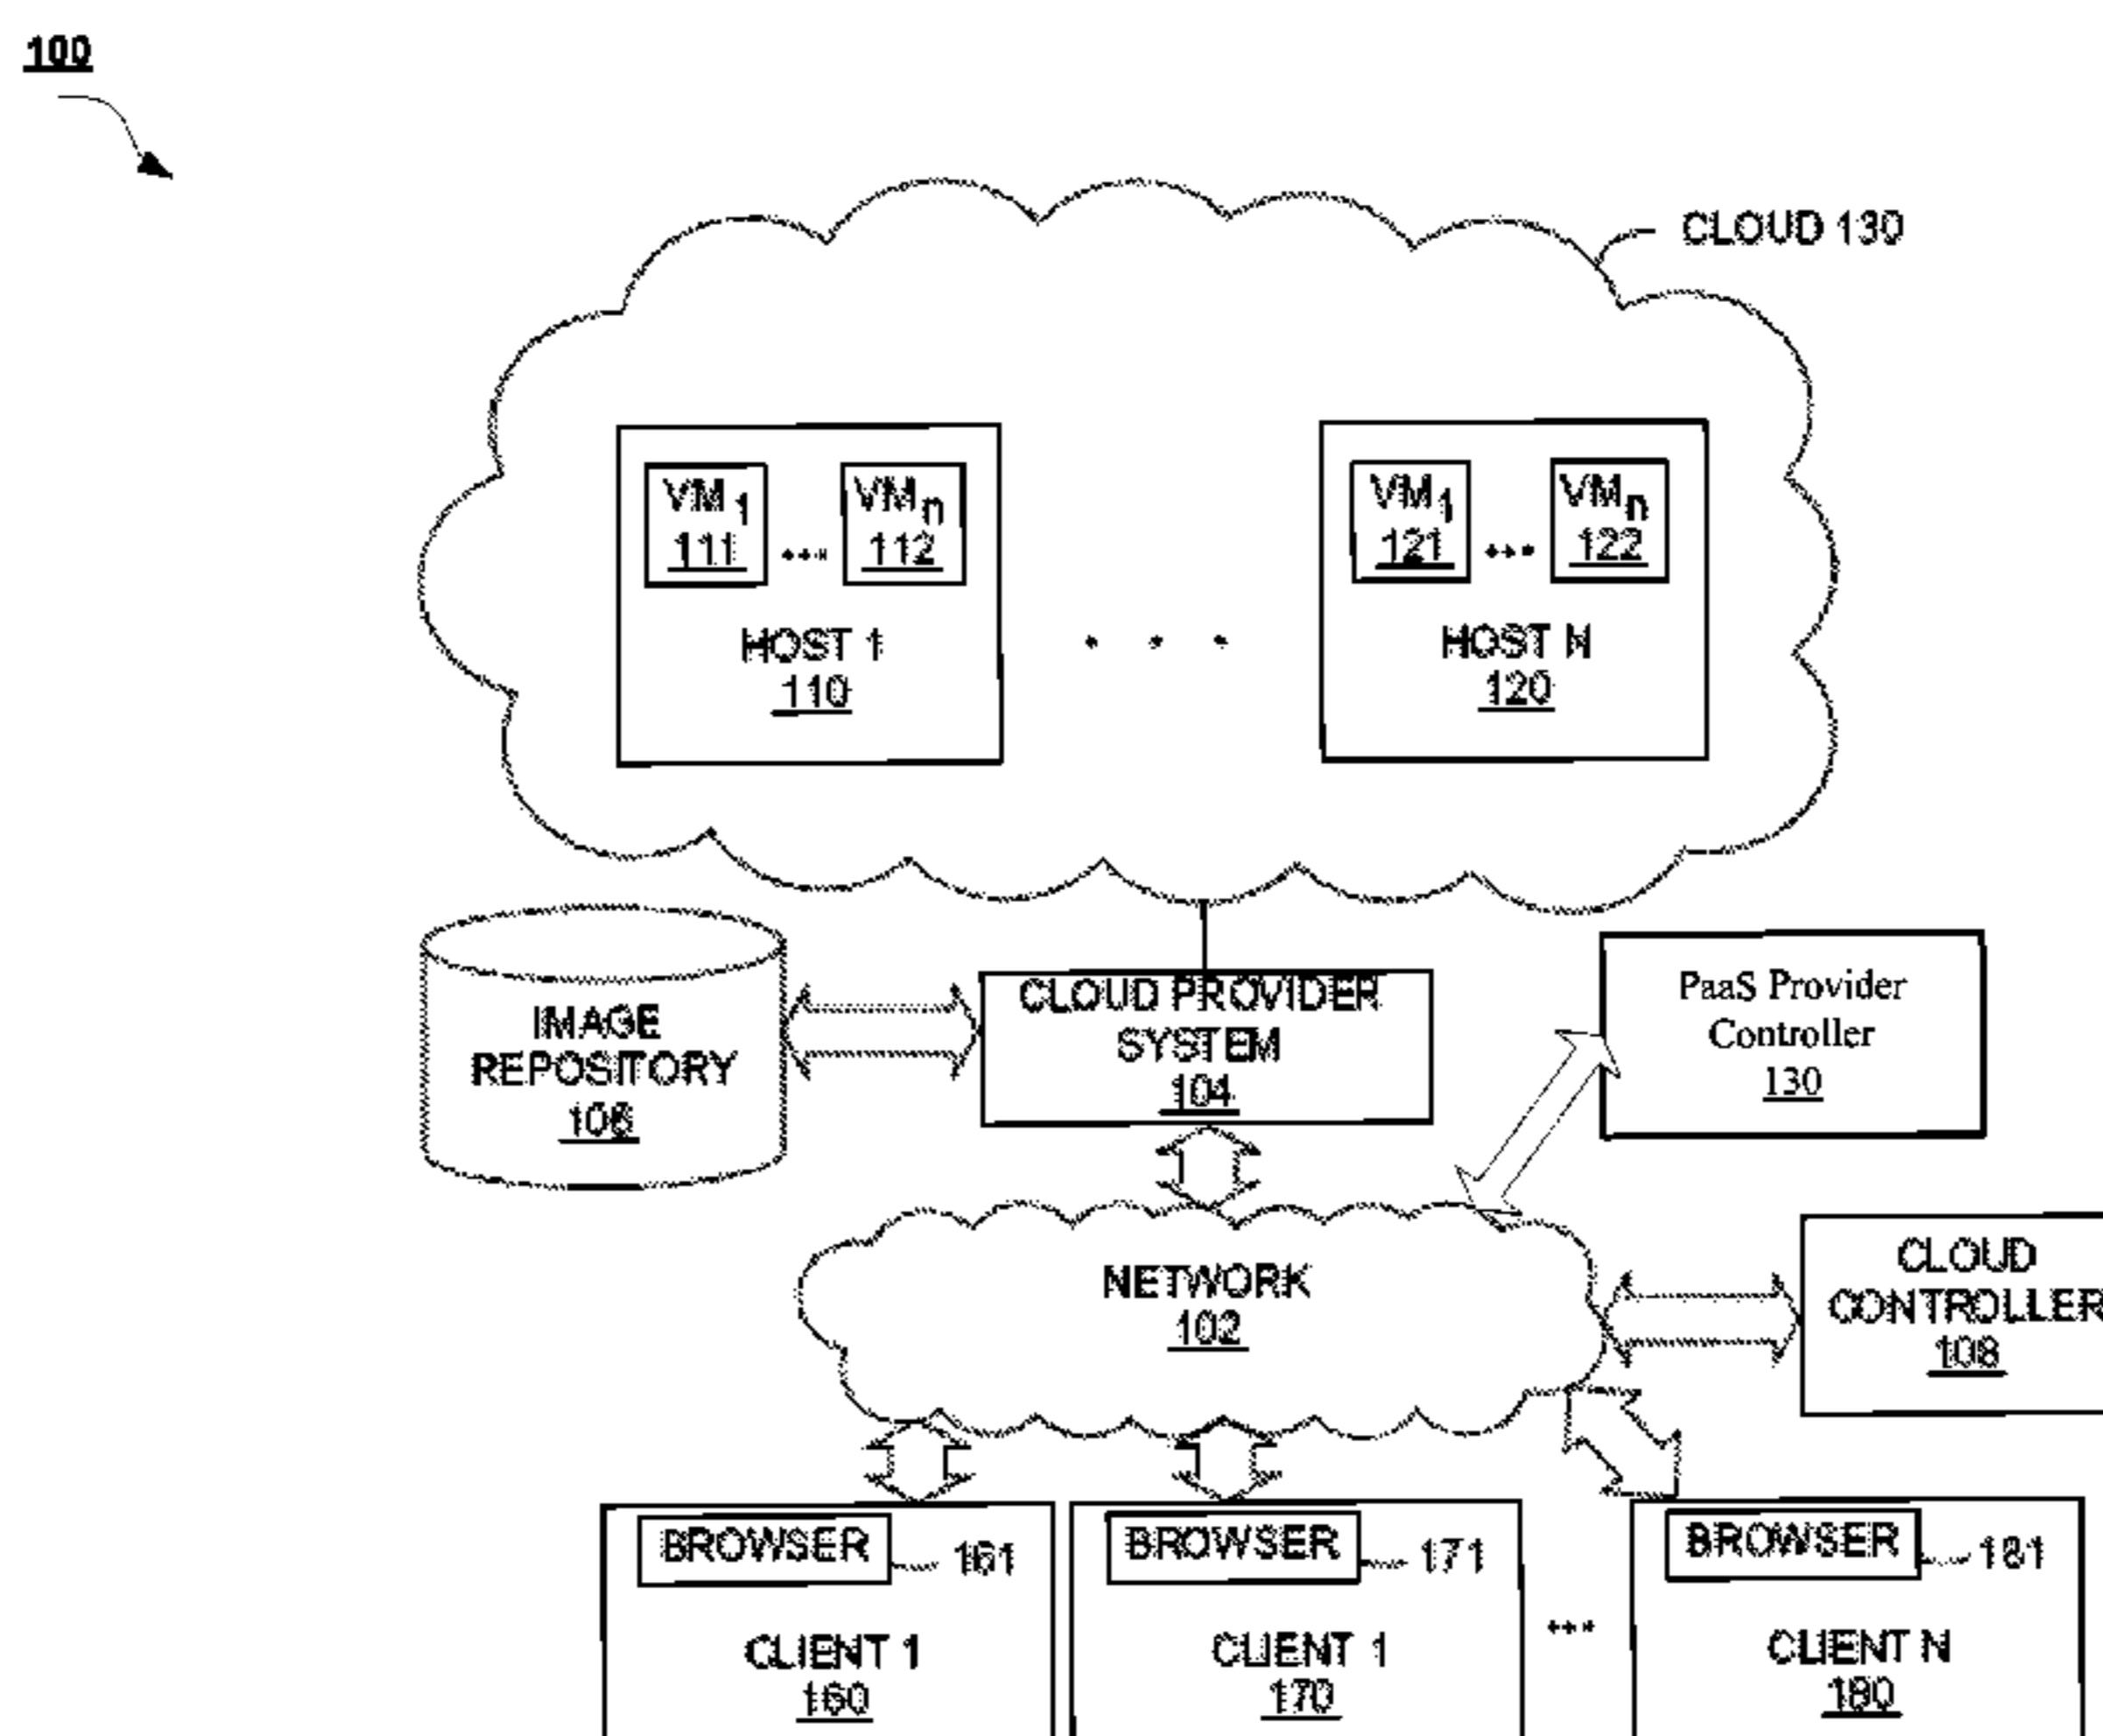 100
CLOUD 130
VM1
111
...
VMn
112
HOST 1
110
. . .
VM1
121
...
VMn
122
HOST N
120
IMAGE
REPOSITORY
106
CLOUD PROVIDER
SYSTEM
104
PaaS Provider
Controller
130
NETWORK
102
CLOUD
CONTROLLER
108
BROWSER
161
CLIENT 1
160
BROWSER
171
CLIENT 1
170
...
BROWSER
181
CLIENT N
180